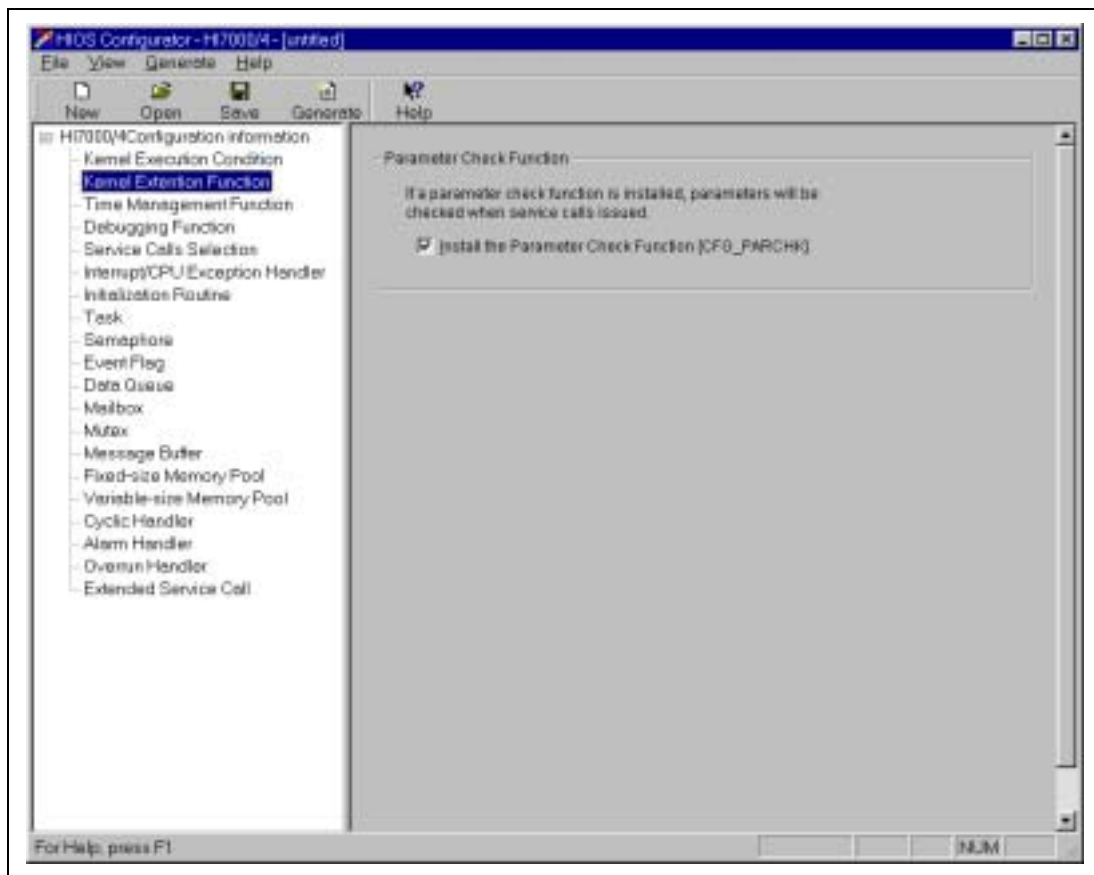 HIOS Configurator - HI7000/4 - [untitled]
File View Generate Help
New Open Save Generate Help
HI7000/4Configuration information
Kernel Execution Condition
Kernel Extention Function
Time Management Function
Debugging Function
Service Calls Selection
Interrupt/CPU Exception Handler
Initialization Routine
Task
Semaphore
Event Flag
Data Queue
Mailbox
Mutex
Message Buffer
Fixed-size Memory Pool
Variable-size Memory Pool
Cyclic Handler
Alarm Handler
Overrun Handler
Extended Service Call
Parameter Check Function
If a parameter check function is installed, parameters will be
checked when service calls issued.
Install the Parameter Check Function [CFG_PARCHK]
For Help, press F1
NUM